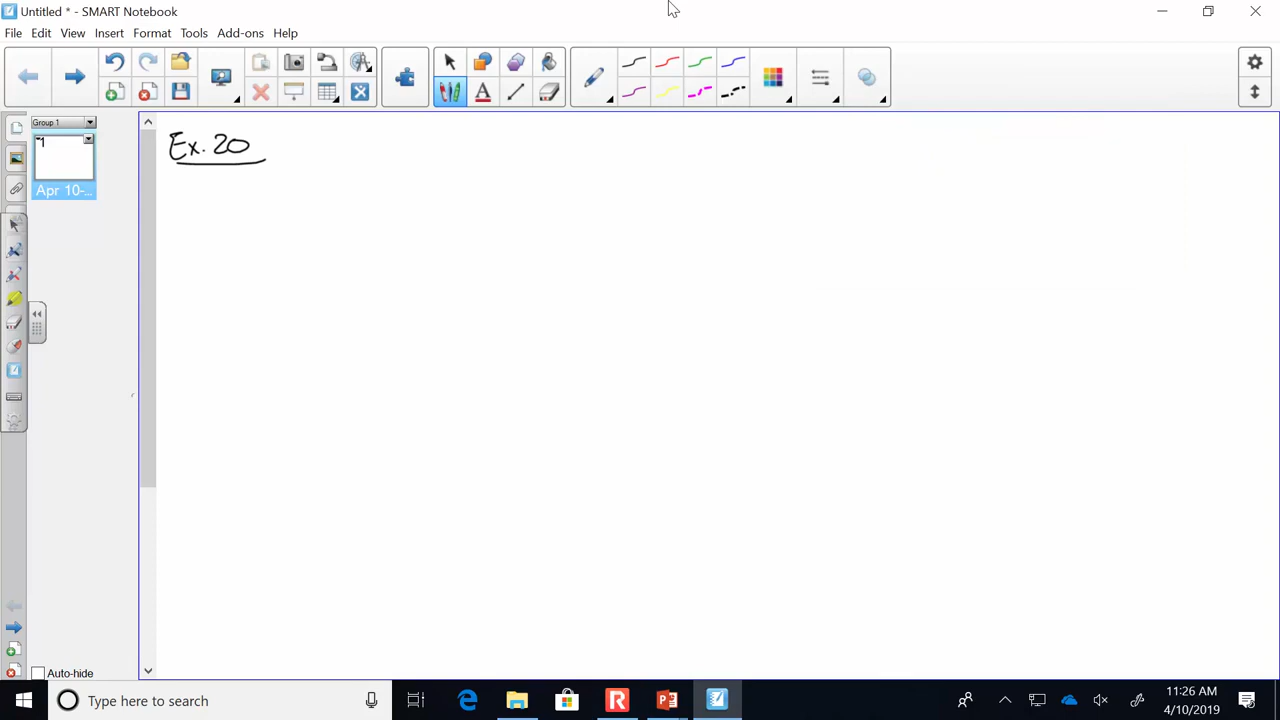 Untitled * - SMART Notebook
File Edit View Insert Format Tools Add-ons Help
Group 1
1
Apr 10-...
Ex. 20
Auto-hide
Type here to search
11:26 AM
4/10/2019